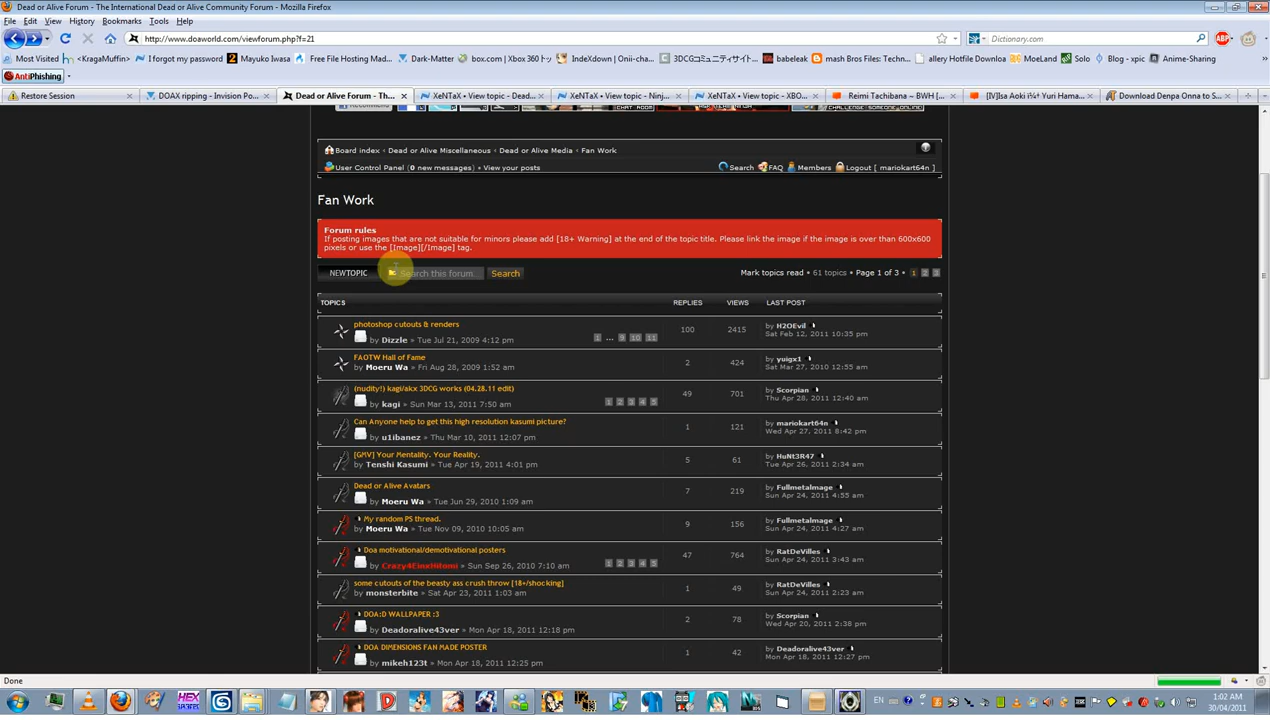 Dead or Alive Forum - The International Dead or Alive Community Forum - Mozilla Firefox
File Edit View History Bookmarks Tools Help
http://www.doaworld.com/viewforum.php?f=21
Dictionary.com
Most Visited <KragaMuffin> I forgot my password Mayuko Iwasa Free File Hosting Mad... Dark-Matter box.com | Xbox 360 t... IndeXdown | Onii-cha... 3DCGコミュニティサイト... babeleak mash Bros Files: Techn... allery Hotfile Downloa MoeLand Solo Blog - xpic Anime-Sharing
AntiPhishing
Restore Session DOAX ripping - Invision Po... Dead or Alive Forum - Th... XeNTaX • View topic - Dead... XeNTaX • View topic - Ninj... XeNTaX • View topic - XBO... Reimi Tachibana ~ BWH [... Download Denpa Onna to S...
Board index ‹ Dead or Alive Miscellaneous ‹ Dead or Alive Media ‹ Fan Work
User Control Panel (0 new messages) • View your posts Search FAQ Members Logout [ mariokart64n ]
Fan Work
Forum rules
If posting images that are not suitable for minors please add [18+ Warning] at the end of the topic title. Please link the image if the image is over 600x600
pixels or use the [Image][/Image] tag.
NEWTOPIC Search this forum... Search Mark topics read • 61 topics • Page 1 of 3 • 1 2 3
TOPICS REPLIES VIEWS LAST POST
photoshop cutouts & renders
by Dizzle » Tue Jul 21, 2009 4:12 pm 1 ... 9 10 11 100 2415 by H2OEvil Sat Feb 12, 2011 10:35 pm
FAOTW Hall of Fame
by Moeru Wa » Fri Aug 28, 2009 1:52 am 2 424 by yuigx1 Sat Mar 27, 2010 12:55 am
(nudity!) kagi/akx 3DCG works (04.28.11 edit)
by kagi » Sun Mar 13, 2011 7:50 am 1 2 3 4 5 49 701 by Scorpian Thu Apr 28, 2011 12:40 am
Can Anyone help to get this high resolution kasumi picture?
by u1ibanez » Thu Mar 10, 2011 12:07 pm 1 121 by mariokart64n Wed Apr 27, 2011 8:42 pm
[GMV] Your Mentality. Your Reality.
by Tenshi Kasumi » Tue Apr 19, 2011 4:01 pm 5 61 by HuNt3R47 Tue Apr 26, 2011 2:34 am
Dead or Alive Avatars
by Moeru Wa » Tue Jun 29, 2010 1:09 am 7 219 by Fullmetalmage Sun Apr 24, 2011 4:55 am
My random PS thread.
by Moeru Wa » Tue Nov 09, 2010 10:05 am 9 156 by Fullmetalmage Sun Apr 24, 2011 4:27 am
Doa motivational/demotivational posters
by Crazy4EineHitomi » Sun Sep 26, 2010 7:10 am 1 2 3 4 5 47 764 by RatDeVilles Sun Apr 24, 2011 3:43 am
some cutouts of the beasty ass crush throw [18+/shocking]
by monsterbite » Sat Apr 23, 2011 1:03 am 1 49 by RatDeVilles Sun Apr 24, 2011 2:23 am
DOA:D WALLPAPER :3
by Deadoralive43ver » Mon Apr 18, 2011 12:18 pm 2 78 by Scorpian Wed Apr 20, 2011 2:38 pm
DOA DIMENSIONS FAN MADE POSTER
by mikeh123t » Mon Apr 18, 2011 12:25 pm 1 42 by Deadoralive43ver Mon Apr 18, 2011 12:27 pm
Done
EN 1:02 AM
30/04/2011